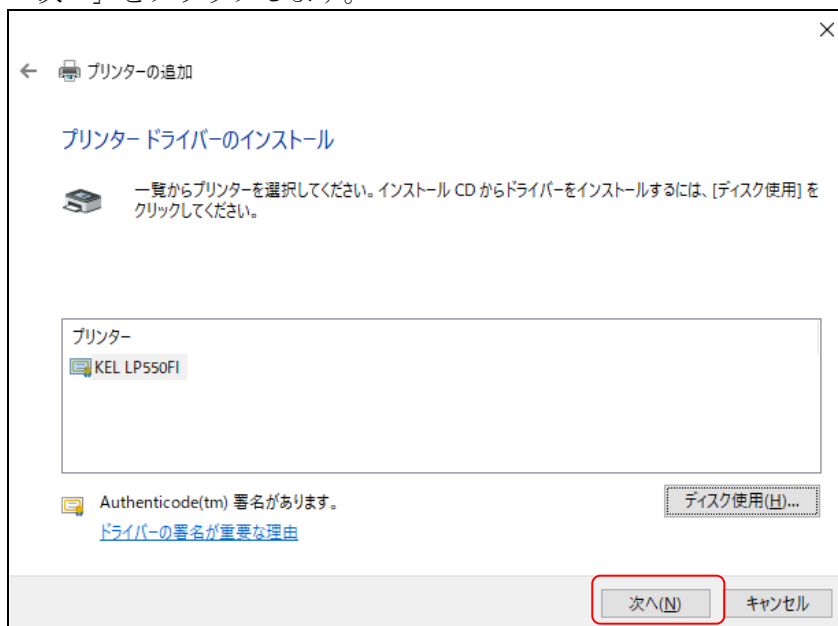 プリンターの追加
プリンター ドライバーのインストール
一覧からプリンターを選択してください。インストール CD からドライバーをインストールするには、[ディスク使用] を
クリックしてください。
プリンター
KEL LP550FI
Authenticode(tm) 署名があります。
ディスク使用(H)...
ドライバーの署名が重要な理由
次へ(N)
キャンセル